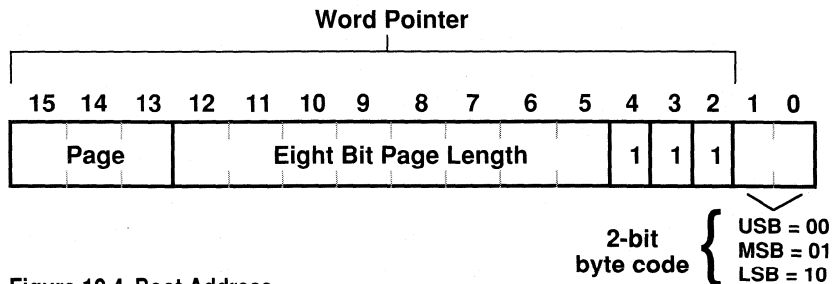 Word Pointer
15 14 13 12 11 10 9 8 7 6 5 4 3 2 1 0
Page Eight Bit Page Length 1 1 1
2-bit
byte code
USB = 00
MSB = 01
LSB = 10
Figure 10.4 Boot Address